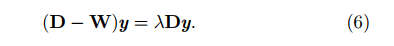 (D − W)y = λDy. (6)